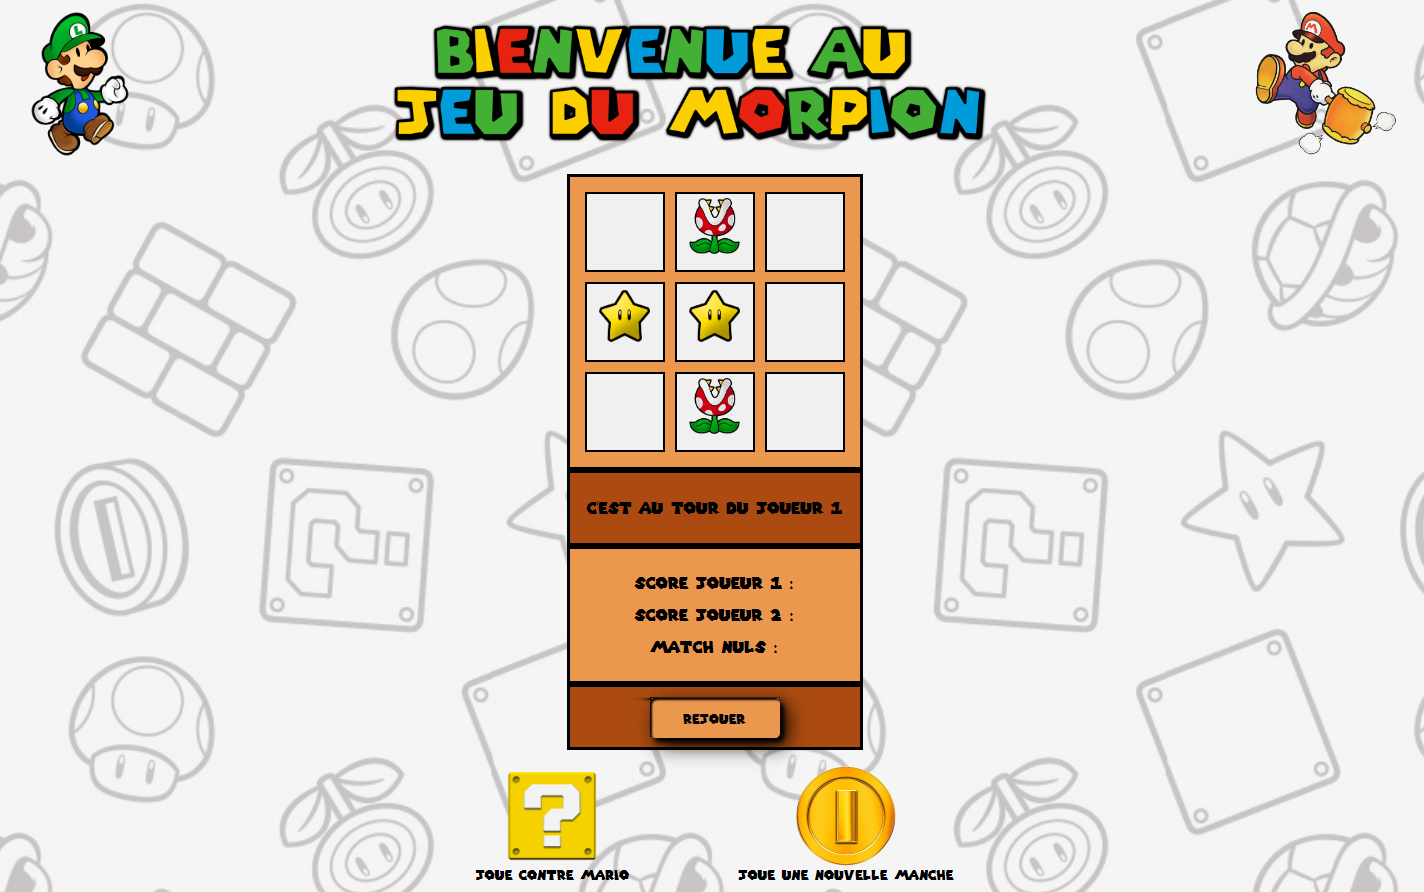 BIENVENUE AU
JEU DU MORPION
C'EST AU TOUR DU JOUEUR 1
SCORE JOUEUR 1 :
SCORE JOUEUR 2 :
MATCH NULS :
REJOUER
?
JOUE CONTRE MARIO
JOUE UNE NOUVELLE MANCHE